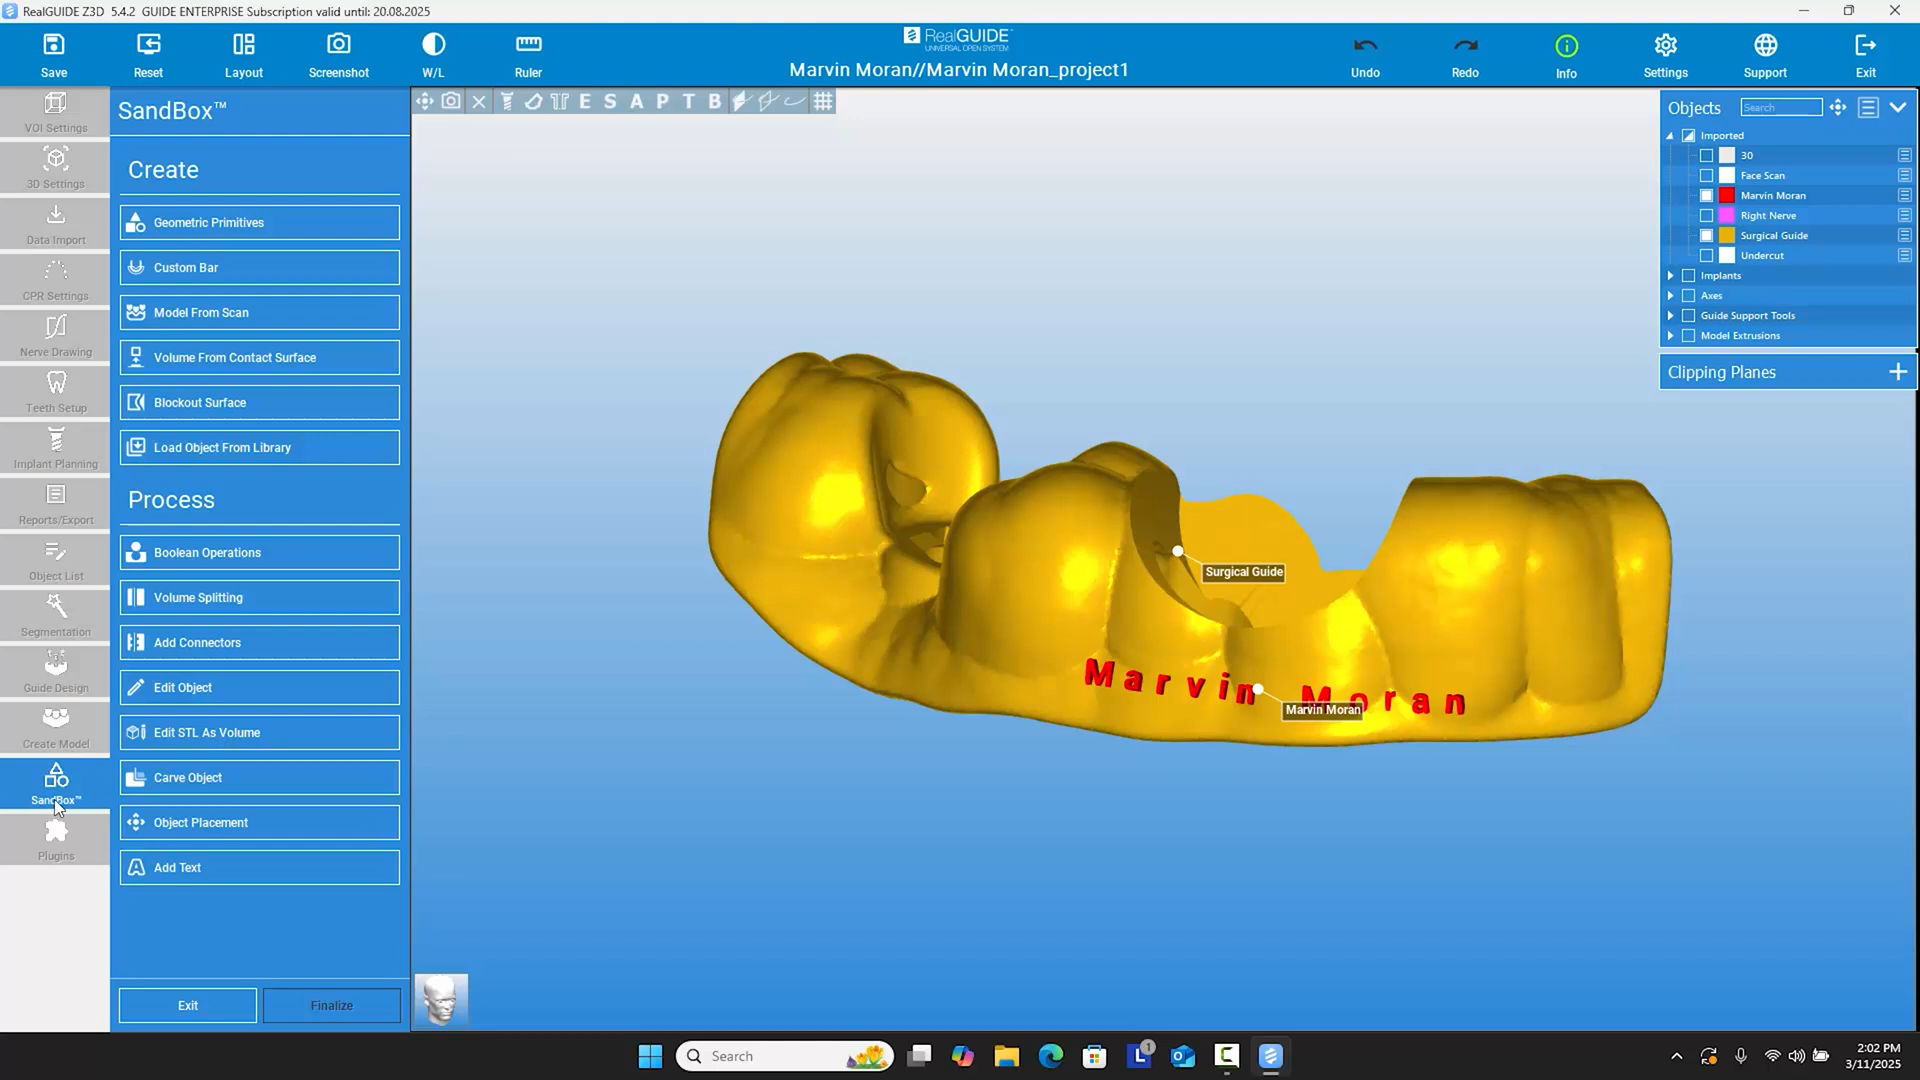 RealGUIDE Z3D 5.4.2 GUIDE ENTERPRISE Subscription valid until: 20.08.2025
Save
Reset
Layout
Screenshot
W/L
Ruler
RealGUIDE
UNIVERSAL OPEN SYSTEM
Marvin Moran//Marvin Moran_project1
Undo
Redo
Info
Settings
Support
Exit
VOI Settings
3D Settings
Data Import
CPR Settings
Nerve Drawing
Teeth Setup
Implant Planning
Reports/Export
Object List
Segmentation
Guide Design
Create Model
SandBox™
Plugins
SandBox™
Create
Geometric Primitives
Custom Bar
Model From Scan
Volume From Contact Surface
Blockout Surface
Load Object From Library
Process
Boolean Operations
Volume Splitting
Add Connectors
Edit Object
Edit STL As Volume
Carve Object
Object Placement
Add Text
Exit
Finalize
E S A P T B
Surgical Guide
Marvin Moran
Marvin Moran
Objects
Search
Imported
30
Face Scan
Marvin Moran
Right Nerve
Surgical Guide
Undercut
Implants
Axes
Guide Support Tools
Model Extrusions
Clipping Planes
Search
1
2:02 PM
3/11/2025